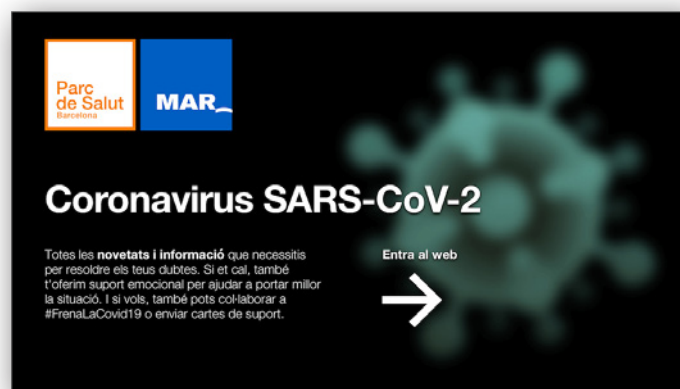 Parc
de Salut
Barcelona
MAR
Coronavirus SARS-CoV-2
Totes les novetats i informació que necessitis
per resoldre els teus dubtes. Si et cal, també
t'oferim suport emocional per ajudar a portar millor
la situació. I si vols, també pots col·laborar a
#FrenaLaCovid19 o enviar cartes de suport.
Entra al web